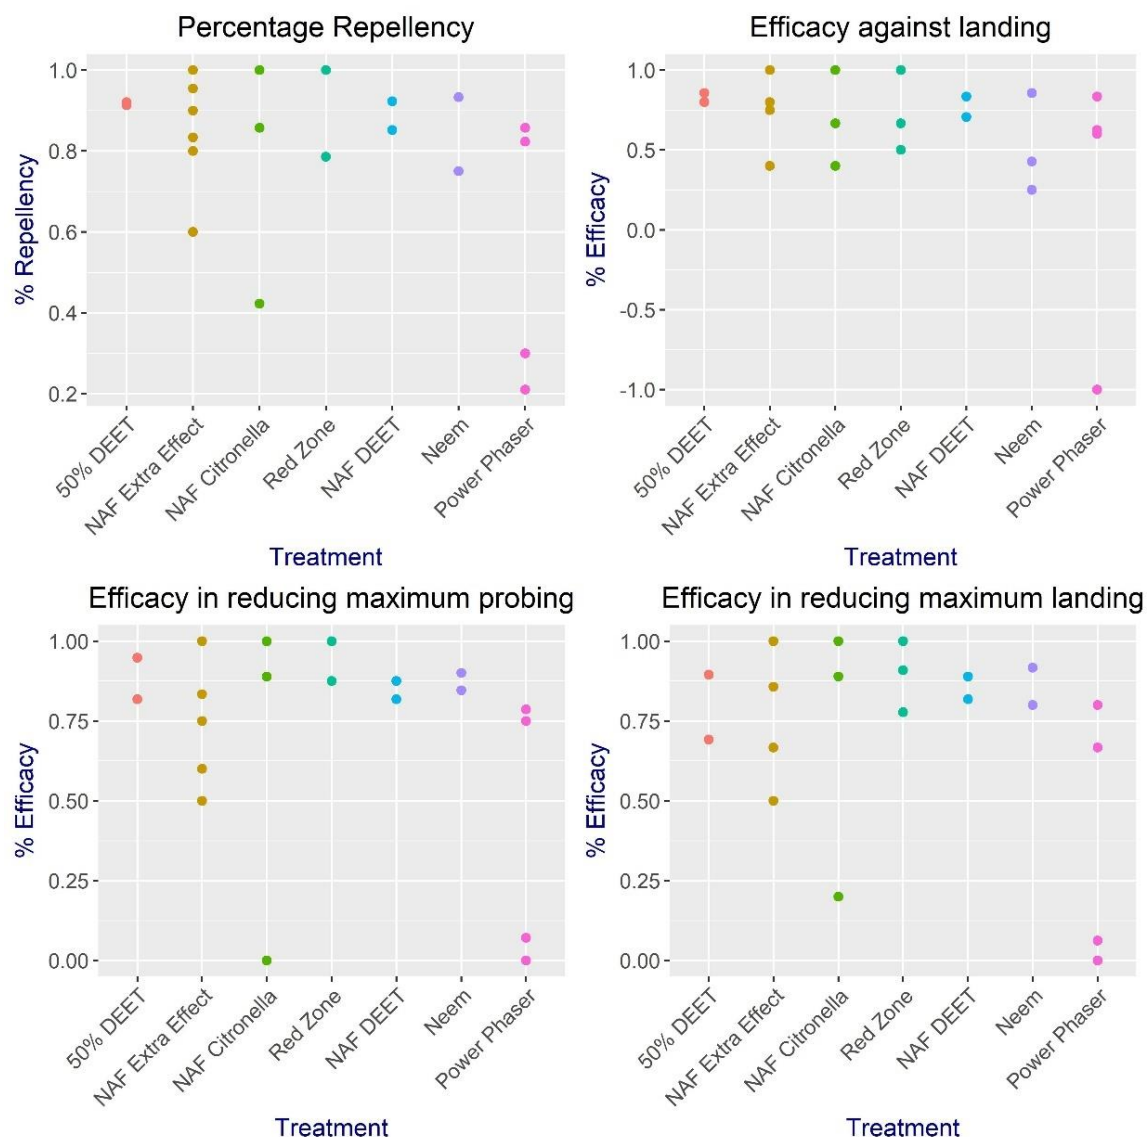 Percentage Repellency
% Repellency
1.0
0.8
0.6
0.4
0.2
50% DEET
NAF Extra Effect
NAF Citronella
Red Zone
NAF DEET
Neem
Power Phaser
Treatment
Efficacy against landing
% Efficacy
1.0
0.5
0.0
-0.5
-1.0
50% DEET
NAF Extra Effect
NAF Citronella
Red Zone
NAF DEET
Neem
Power Phaser
Treatment
Efficacy in reducing maximum probing
% Efficacy
1.00
0.75
0.50
0.25
0.00
50% DEET
NAF Extra Effect
NAF Citronella
Red Zone
NAF DEET
Neem
Power Phaser
Treatment
Efficacy in reducing maximum landing
% Efficacy
1.00
0.75
0.50
0.25
0.00
50% DEET
NAF Extra Effect
NAF Citronella
Red Zone
NAF DEET
Neem
Power Phaser
Treatment